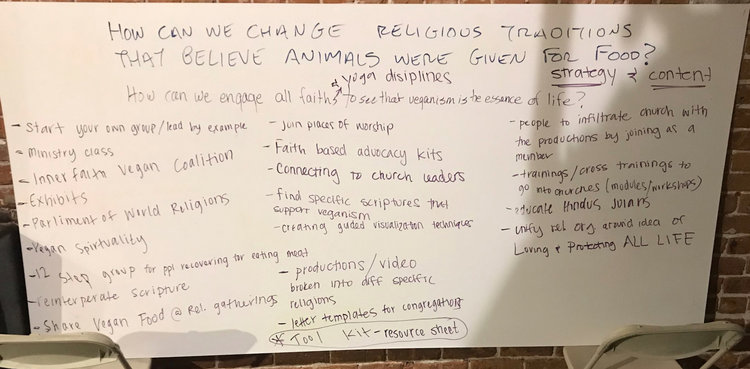 HOW CAN WE CHANGE RELIGIOUS TRADITIONS
THAT BELIEVE ANIMALS WERE GIVEN FOR FOOD?
& yoga disiplines
strategy & content
How can we engage all faiths to see that veganism is the essance of life?
- Start your own group/lead by example
- ministry class
- Innerfaith Vegan Coalition
- Exhibits
- Parliment of World Religions
- Vegan Spirtuality
- 12 Step group for ppl recovering for eating meat
- reinterperate scripture
- Share Vegan Food @ Rel. gatherings
- Join places of worship
- Faith based advocacy kits
- Connecting to church leaders
- find specific scriptures that
support veganism
- creating guded visualization techniques
- productions/video
broken into diff specific
religions
- letter templates for congregations
* TOOL KIT - resource sheet
- people to infiltrate church with
the productions by joining as a
member
- trainings/cross trainings to
go into churches (modules/workshops)
- educate Hindus
- unify rel org around idea of
Loving & Protecting ALL LIFE